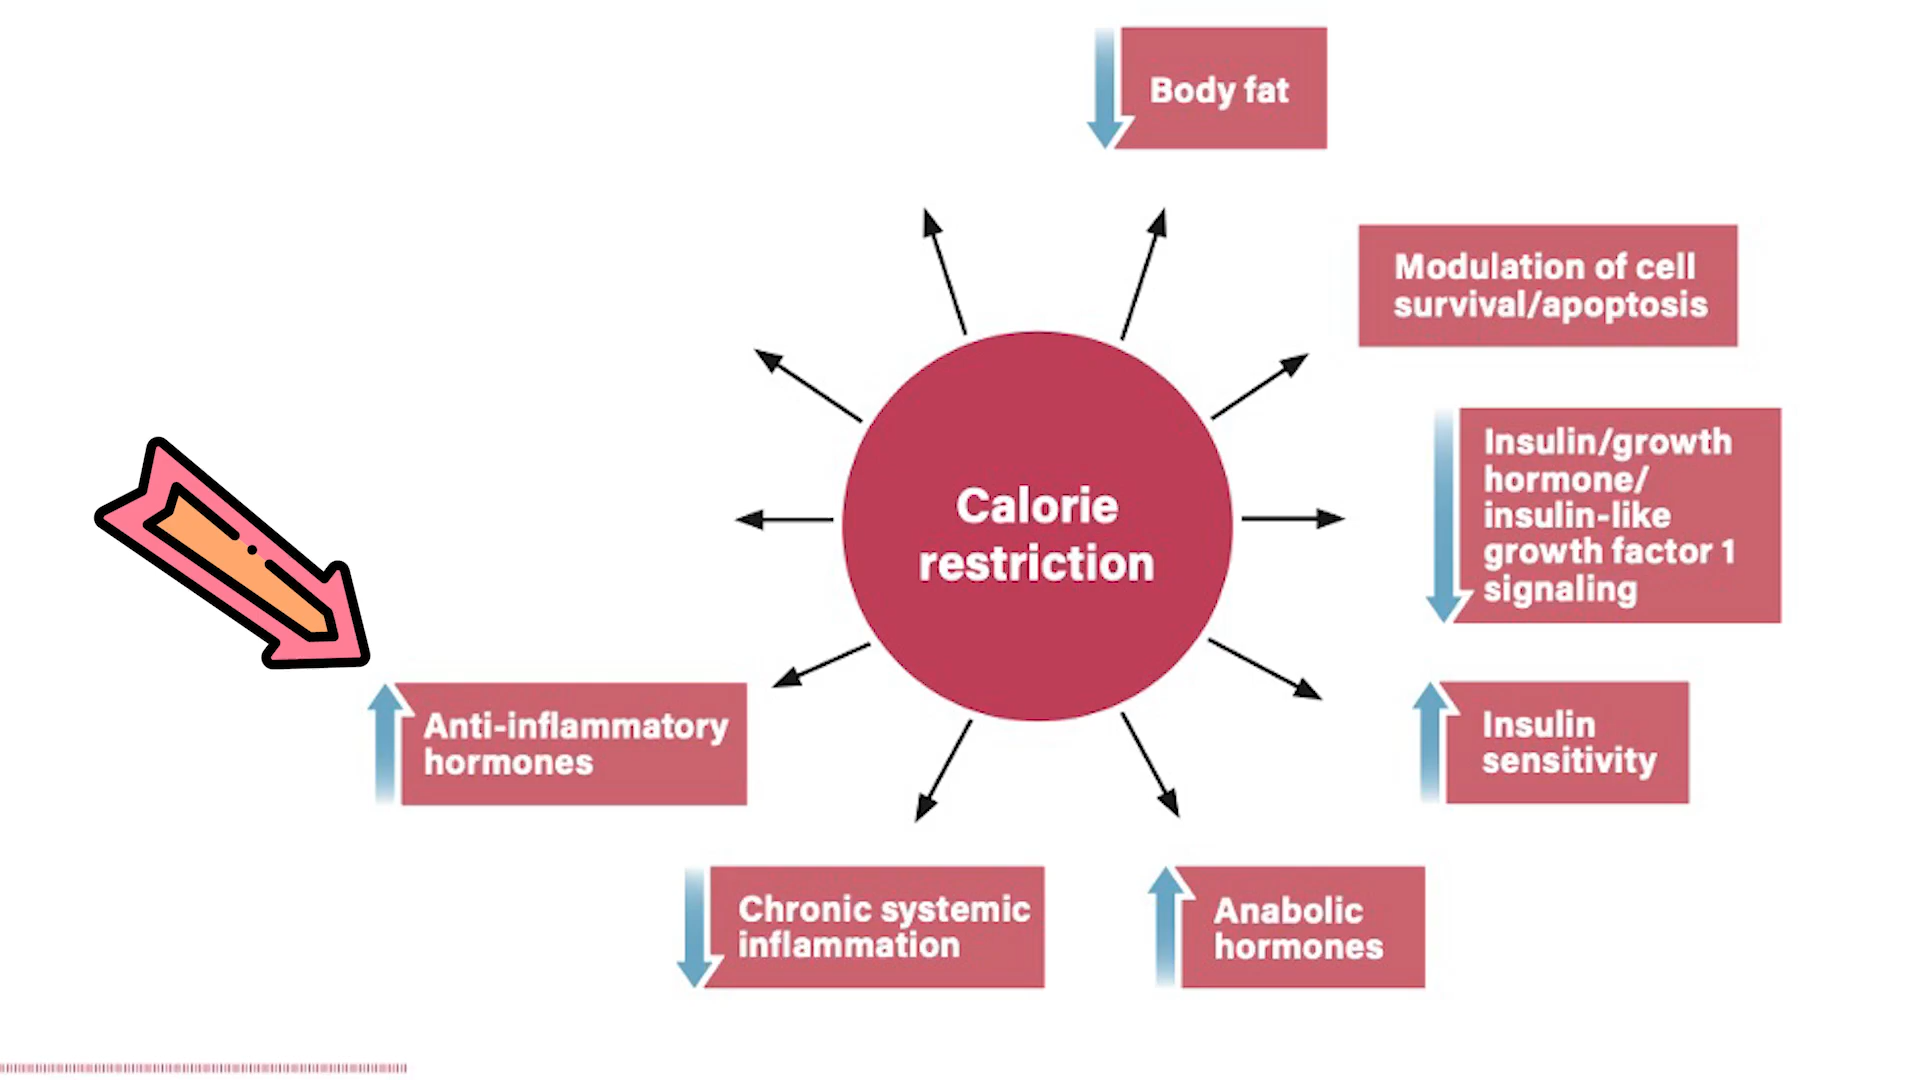 Body fat
Modulation of cell
survival/apoptosis
Insulin/growth
hormone/
insulin-like
growth factor 1
signaling
Calorie
restriction
Insulin
sensitivity
Anti-inflammatory
hormones
Chronic systemic
inflammation
Anabolic
hormones